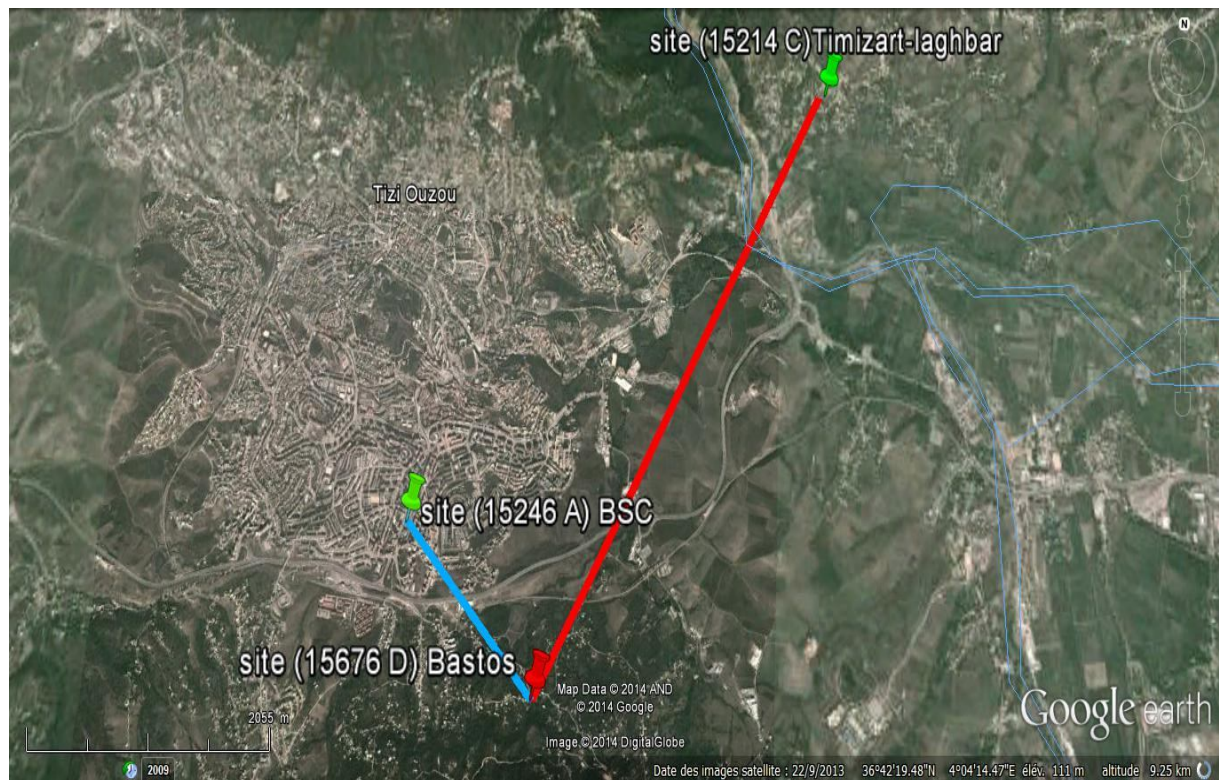 site (15214 C)Timizart-laghbar
N
Tizi Ouzou
site (15246 A) BSC
site (15676 D) Bastos
Map Data © 2014 AND
© 2014 Google
Image © 2014 DigitalGlobe
Google earth
2055 m
2009
Date des images satellite : 22/9/2013 36°42'19.48"N 4°04'14.47"E élév. 111 m altitude 9.25 km